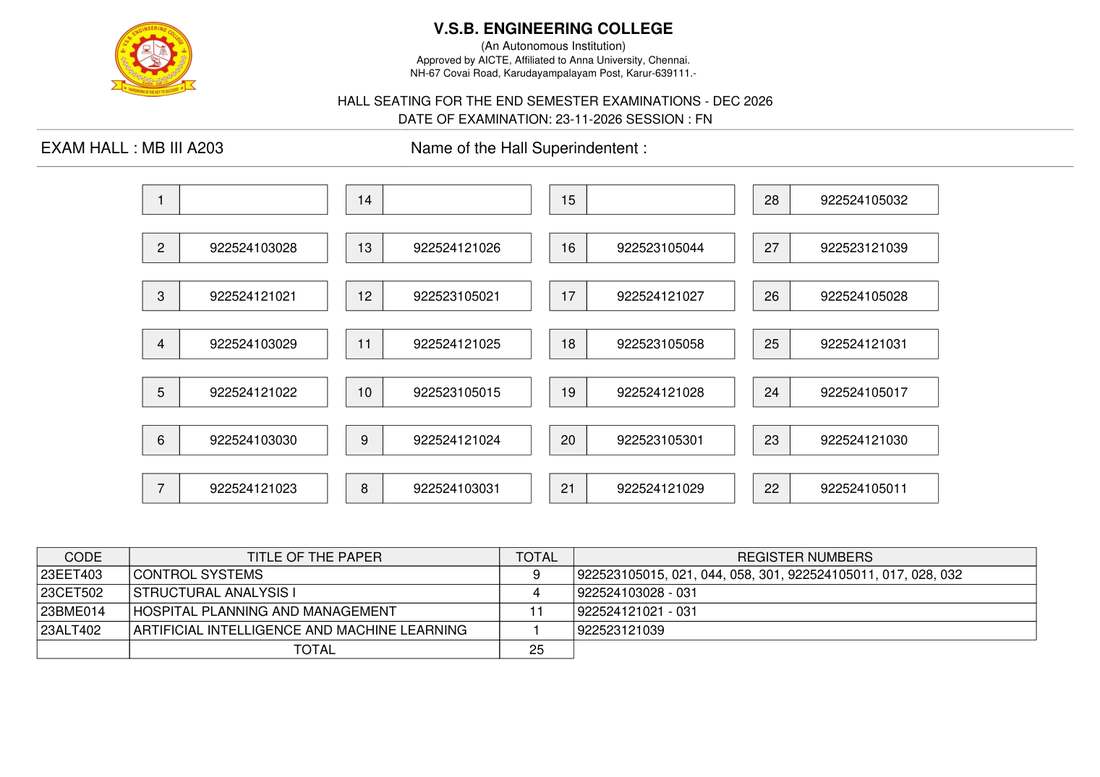 V.S.B. ENGINEERING COLLEGE
(An Autonomous Institution)
Approved by AICTE, Affiliated to Anna University, Chennai.
NH-67 Covai Road, Karudayampalayam Post, Karur-639111.-
HALL SEATING FOR THE END SEMESTER EXAMINATIONS - DEC 2026
DATE OF EXAMINATION: 23-11-2026 SESSION : FN
EXAM HALL : MB III A203 Name of the Hall Superindentent :
1 14 15 28 922524105032
2 922524103028 13 922524121026 16 922523105044 27 922523121039
3 922524121021 12 922523105021 17 922524121027 26 922524105028
4 922524103029 11 922524121025 18 922523105058 25 922524121031
5 922524121022 10 922523105015 19 922524121028 24 922524105017
6 922524103030 9 922524121024 20 922523105301 23 922524121030
7 922524121023 8 922524103031 21 922524121029 22 922524105011
CODE TITLE OF THE PAPER TOTAL REGISTER NUMBERS
23EET403 CONTROL SYSTEMS 9 922523105015, 021, 044, 058, 301, 922524105011, 017, 028, 032
23CET502 STRUCTURAL ANALYSIS I 4 922524103028 - 031
23BME014 HOSPITAL PLANNING AND MANAGEMENT 11 922524121021 - 031
23ALT402 ARTIFICIAL INTELLIGENCE AND MACHINE LEARNING 1 922523121039
TOTAL 25